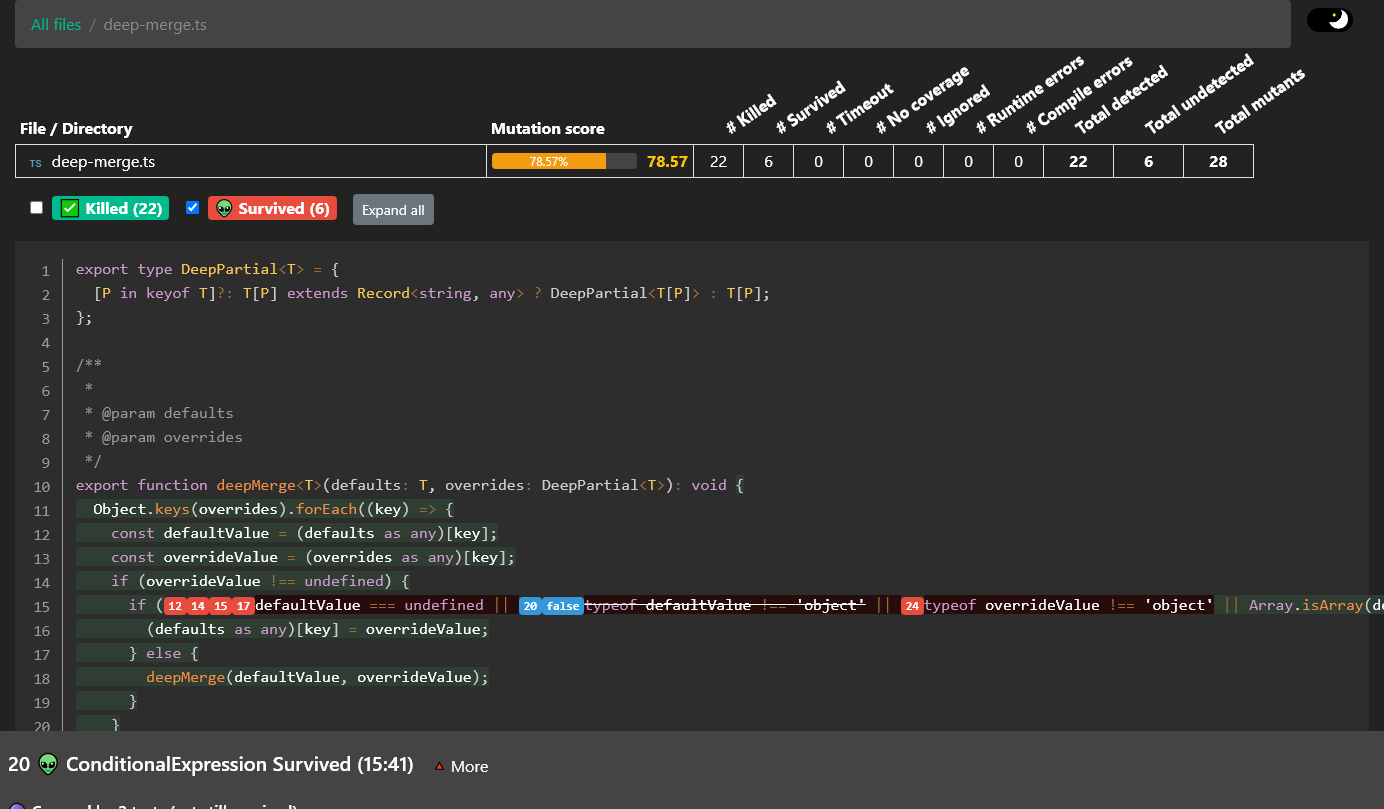 All files / deep-merge.ts
File / Directory Mutation score # Killed # Survived # Timeout # No coverage # Ignored # Runtime errors # Compile errors Total detected Total undetected Total mutants
TS deep-merge.ts 78.57% 78.57 22 6 0 0 0 0 0 22 6 28
Killed (22) Survived (6) Expand all
1 export type DeepPartial<T> = {
2 [P in keyof T]?: T[P] extends Record<string, any> ? DeepPartial<T[P]> : T[P];
3 };
4
5 /**
6 *
7 * @param defaults
8 * @param overrides
9 */
10 export function deepMerge<T>(defaults: T, overrides: DeepPartial<T>): void {
11 Object.keys(overrides).forEach((key) => {
12 const defaultValue = (defaults as any)[key];
13 const overrideValue = (overrides as any)[key];
14 if (overrideValue !== undefined) {
15 if (12 14 15 17 defaultValue === undefined || 20 false typeof defaultValue !== 'object' || 24 typeof overrideValue !== 'object' || Array.isArray(de
16 (defaults as any)[key] = overrideValue;
17 } else {
18 deepMerge(defaultValue, overrideValue);
19 }
20 }
20 ConditionalExpression Survived (15:41) More